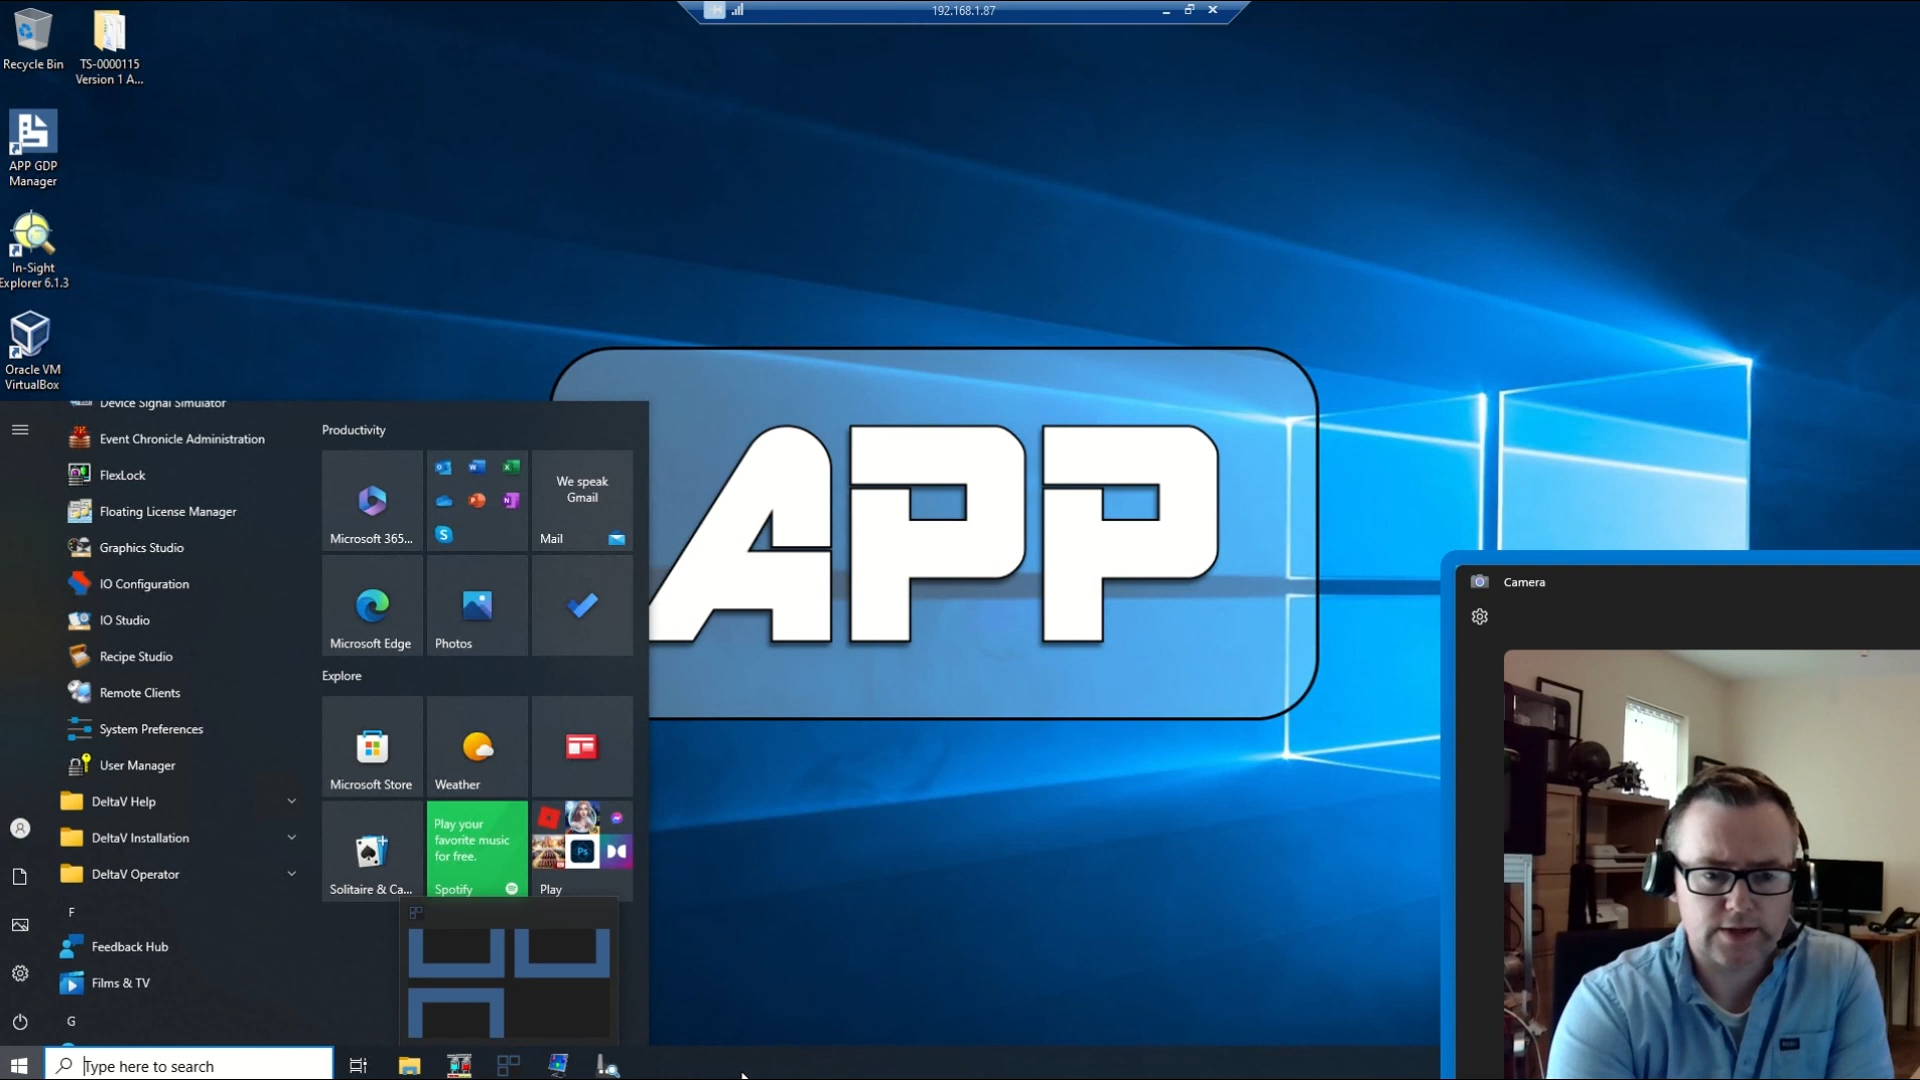 192.168.1.87
Recycle Bin
TS-0000115
Version 1 A...
APP GDP
Manager
In-Sight
Explorer 6.1.3
Oracle VM
VirtualBox
Device Signal Simulator
Event Chronicle Administration
FlexLock
Floating License Manager
Graphics Studio
IO Configuration
IO Studio
Recipe Studio
Remote Clients
System Preferences
User Manager
DeltaV Help
DeltaV Installation
DeltaV Operator
F
Feedback Hub
Films & TV
G
Type here to search
Productivity
Microsoft 365...
We speak
Gmail
Mail
Microsoft Edge
Photos
Explore
Microsoft Store
Weather
Solitaire & Ca...
Play your
favorite music
for free.
Spotify
Ps
Play
APP
Camera